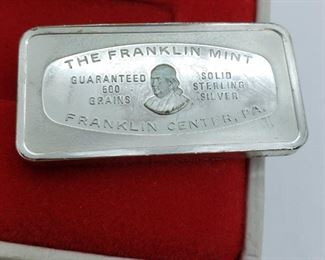 THE FRANKLIN MINT
GUARANTEED SOLID
500 STERLING
GRAINS SILVER
FRANKLIN CENTER, PA.